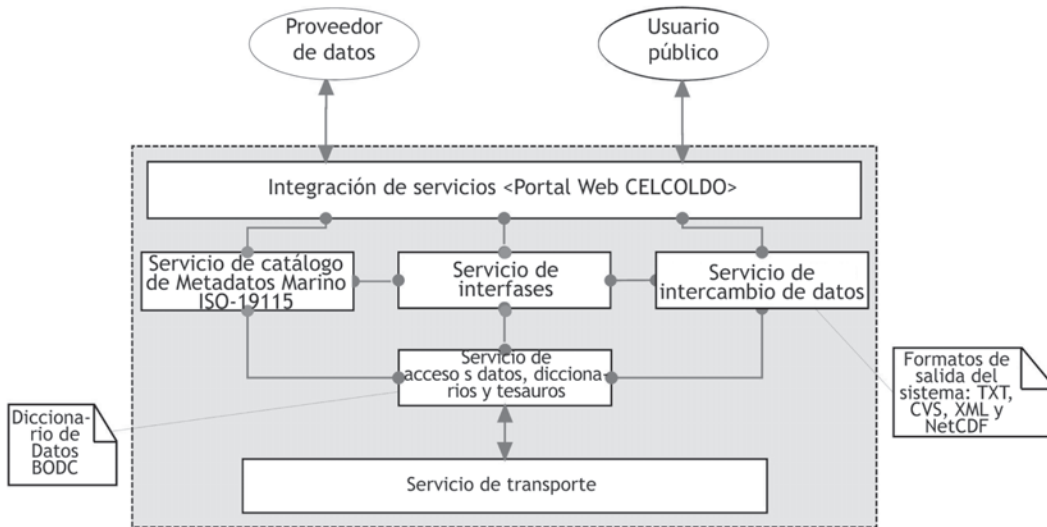 Proveedor
de datos
Usuario
público
Integración de servicios <Portal Web CELCOLDO>
Servicio de catálogo
de Metadatos Marino
ISO-19115
Servicio de
interfases
Servicio de
intercambio de datos
Servicio de
acceso s datos, dicciona-
rios y tesauros
Formatos de
salida del
sistema: TXT,
CVS, XML y
NetCDF
Dicciona-
rio de
Datos
BODC
Servicio de transporte